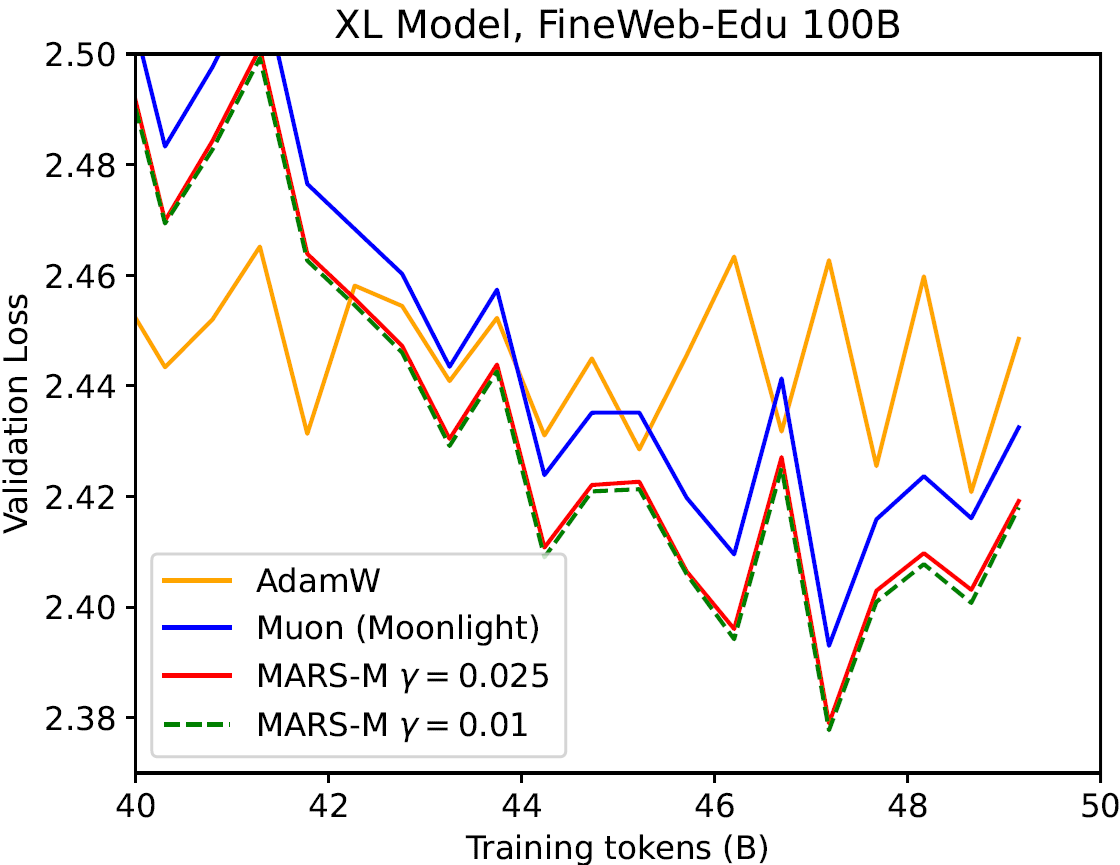 XL Model, FineWeb-Edu 100B
2.50
2.48
2.46
2.44
2.42
2.40
2.38
Validation Loss
AdamW
Muon (Moonlight)
MARS-M γ = 0.025
MARS-M γ = 0.01
40 42 44 46 48 50
Training tokens (B)